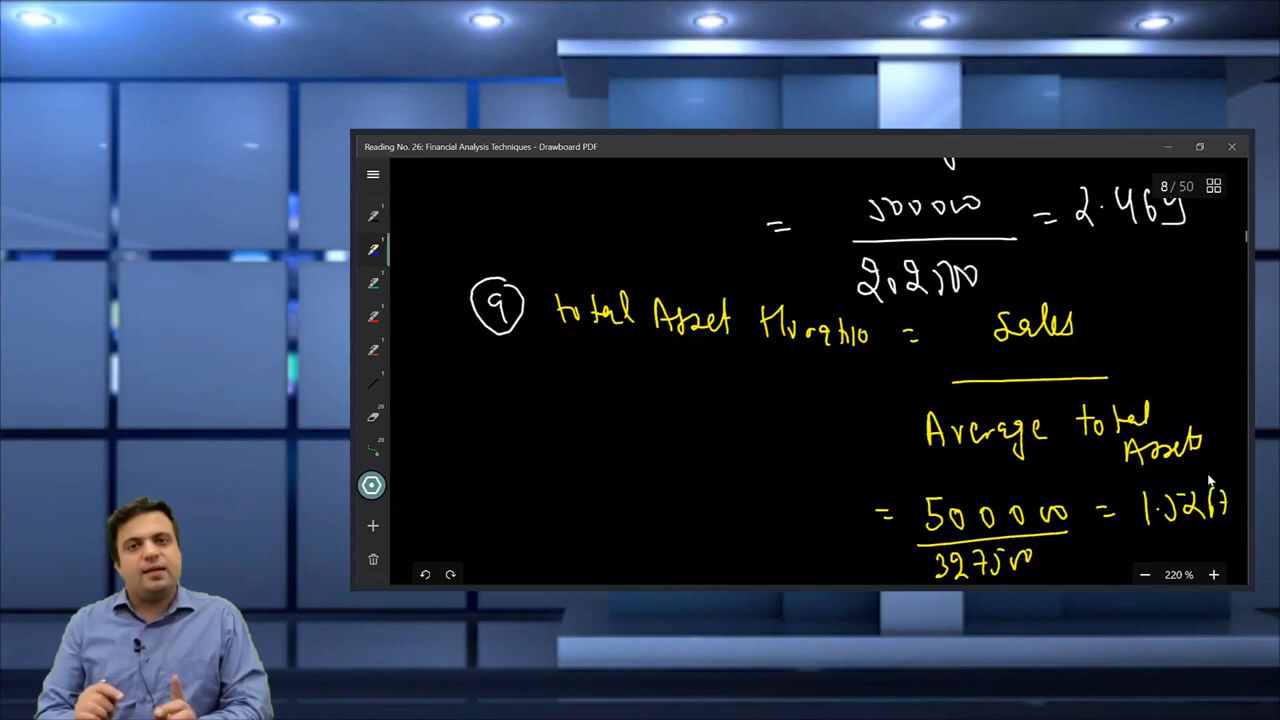 Reading No. 26: Financial Analysis Techniques - Drawboard PDF
8 / 50
= 500000 / 202500 = 2.469
9 total Asset = Sales
Average total Assets
= 500000 / 327500 = 1.5267
220 %